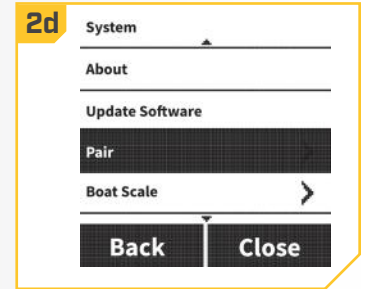 2d
System
About
Update Software
Pair
Boat Scale
Back Close